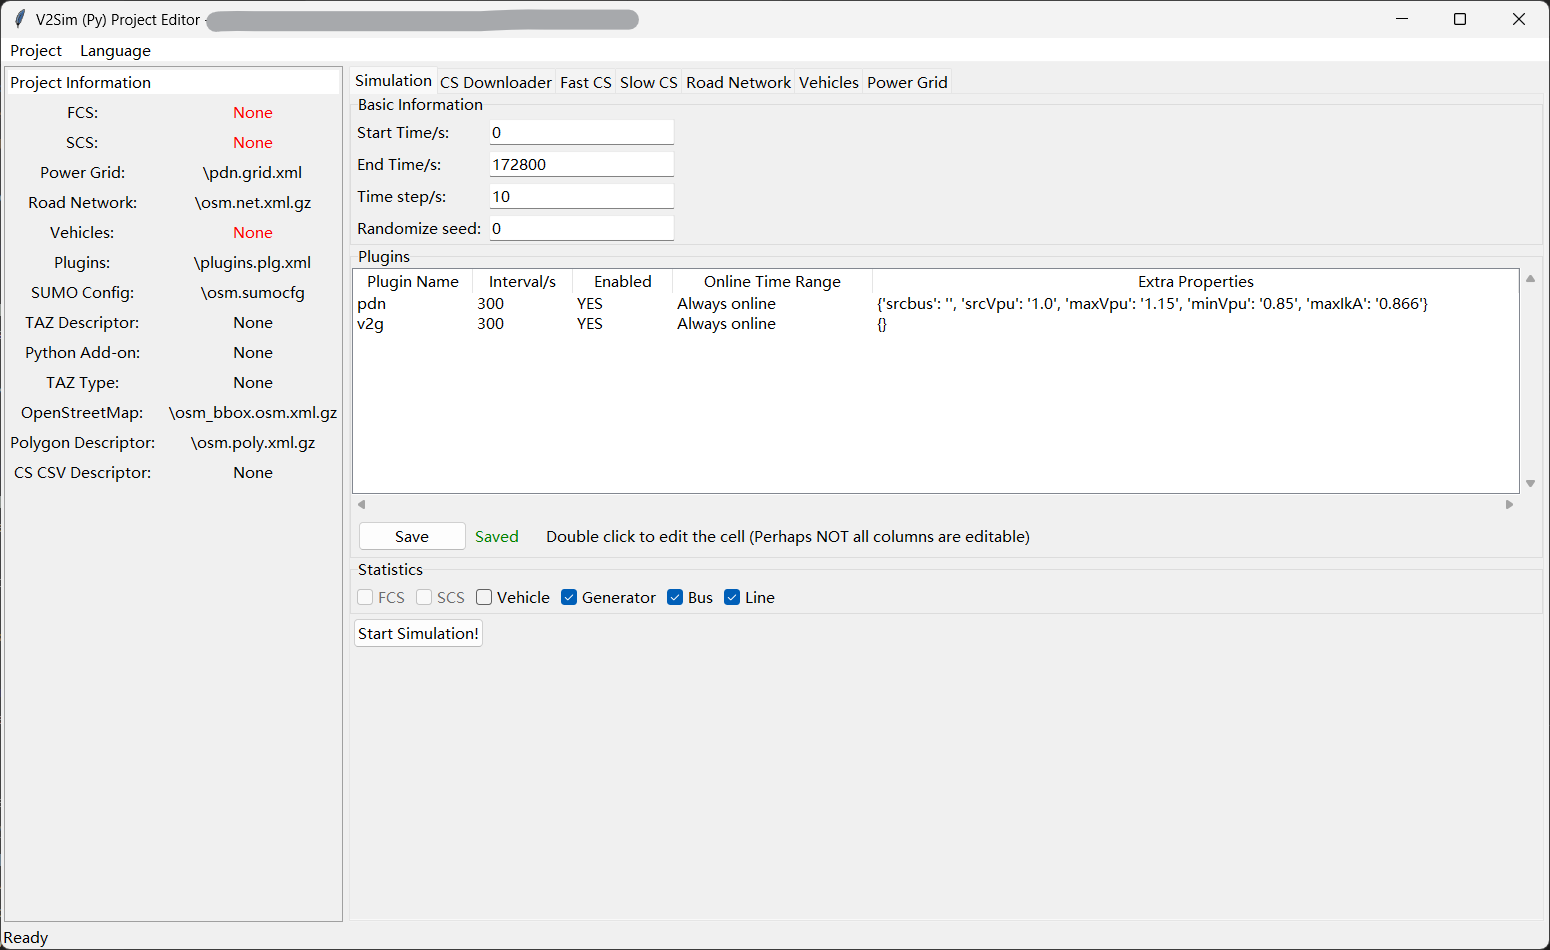 V2Sim (Py) Project Editor -
Project Language
Project Information
FCS: None
SCS: None
Power Grid: \pdn.grid.xml
Road Network: \osm.net.xml.gz
Vehicles: None
Plugins: \plugins.plg.xml
SUMO Config: \osm.sumocfg
TAZ Descriptor: None
Python Add-on: None
TAZ Type: None
OpenStreetMap: \osm_bbox.osm.xml.gz
Polygon Descriptor: \osm.poly.xml.gz
CS CSV Descriptor: None
Simulation CS Downloader Fast CS Slow CS Road Network Vehicles Power Grid
Basic Information
Start Time/s: 0
End Time/s: 172800
Time step/s: 10
Randomize seed: 0
Plugins
Plugin Name Interval/s Enabled Online Time Range Extra Properties
pdn 300 YES Always online {'srcbus': '', 'srcVpu': '1.0', 'maxVpu': '1.15', 'minVpu': '0.85', 'maxIkA': '0.866'}
v2g 300 YES Always online {}
Save Saved Double click to edit the cell (Perhaps NOT all columns are editable)
Statistics
FCS SCS Vehicle Generator Bus Line
Start Simulation!
Ready